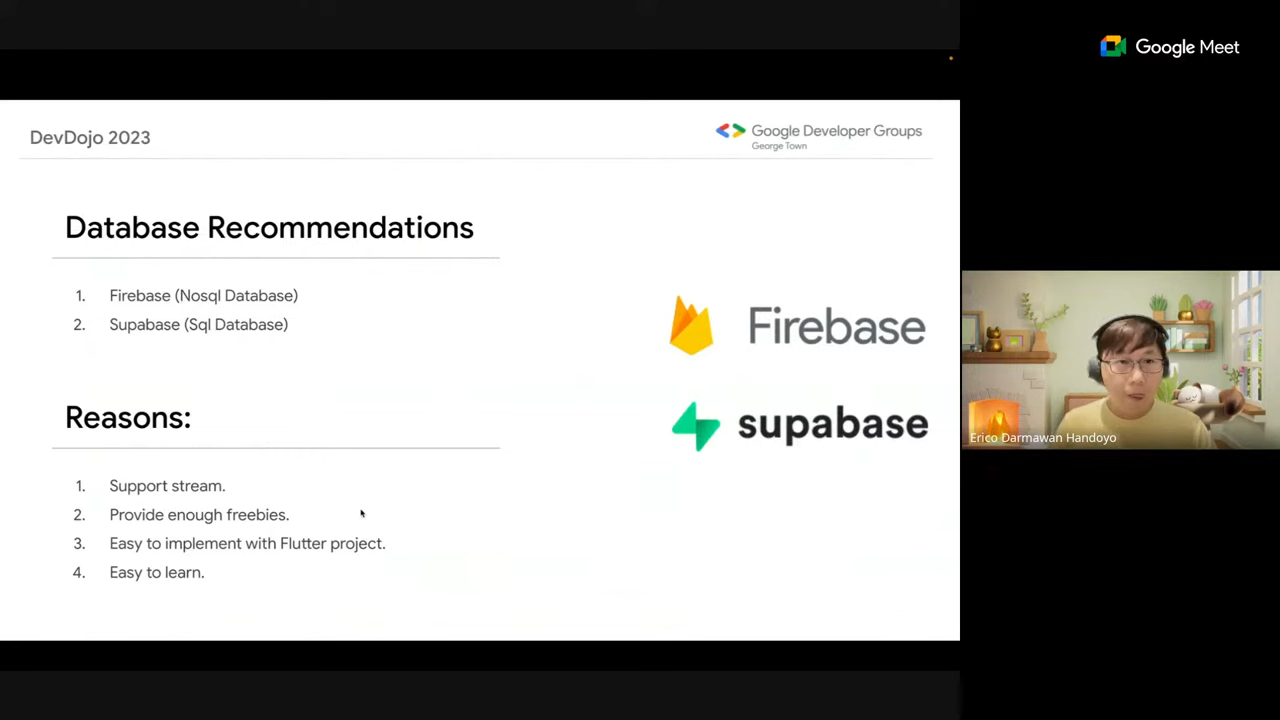 Google Meet
DevDojo 2023
Google Developer Groups
George Town
Database Recommendations
1. Firebase (Nosql Database)
2. Supabase (Sql Database)
Firebase
supabase
Reasons:
1. Support stream.
2. Provide enough freebies.
3. Easy to implement with Flutter project.
4. Easy to learn.
Erico Darmawan Handoyo